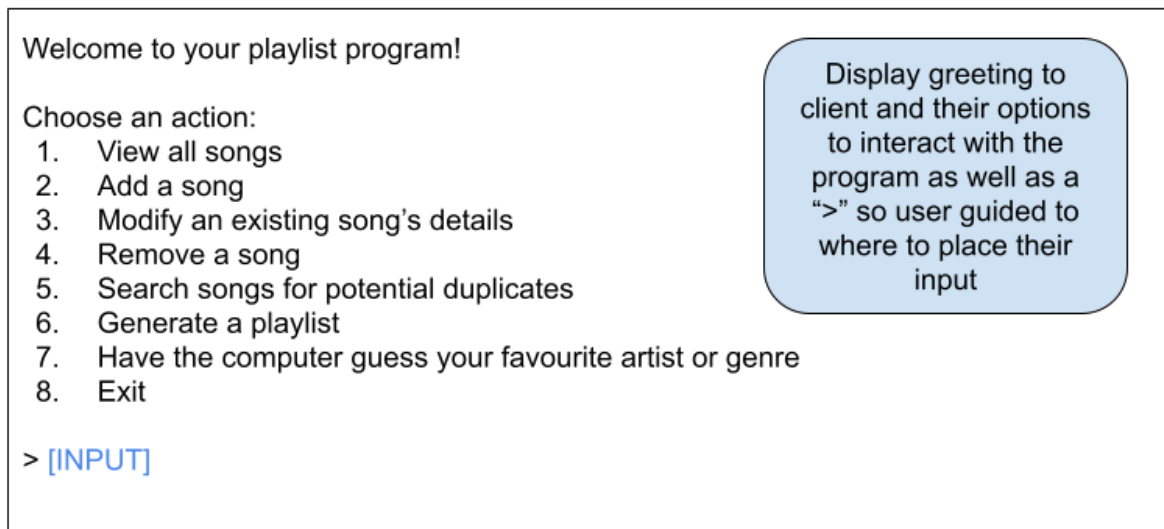 Welcome to your playlist program!
Choose an action:
1. View all songs
2. Add a song
3. Modify an existing song’s details
4. Remove a song
5. Search songs for potential duplicates
6. Generate a playlist
7. Have the computer guess your favourite artist or genre
8. Exit
> [INPUT]
Display greeting to
client and their options
to interact with the
program as well as a
“>” so user guided to
where to place their
input